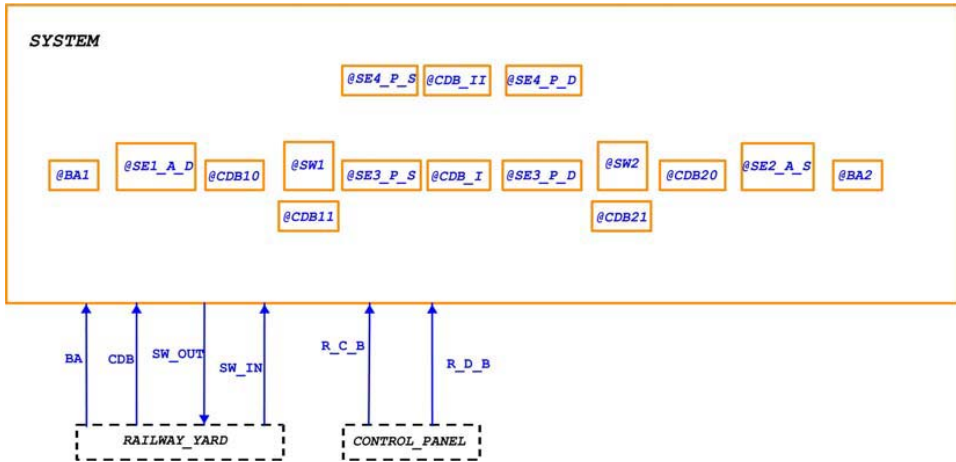 SYSTEM
@SE4_P_S @CDB_II @SE4_P_D
@BA1 @SE1_A_D @CDB10 @SW1 @SE3_P_S @CDB_I @SE3_P_D @SW2 @CDB20 @SE2_A_S @BA2
@CDB11 @CDB21
BA CDB SW_OUT SW_IN R_C_B R_D_B
RAILWAY_YARD CONTROL_PANEL